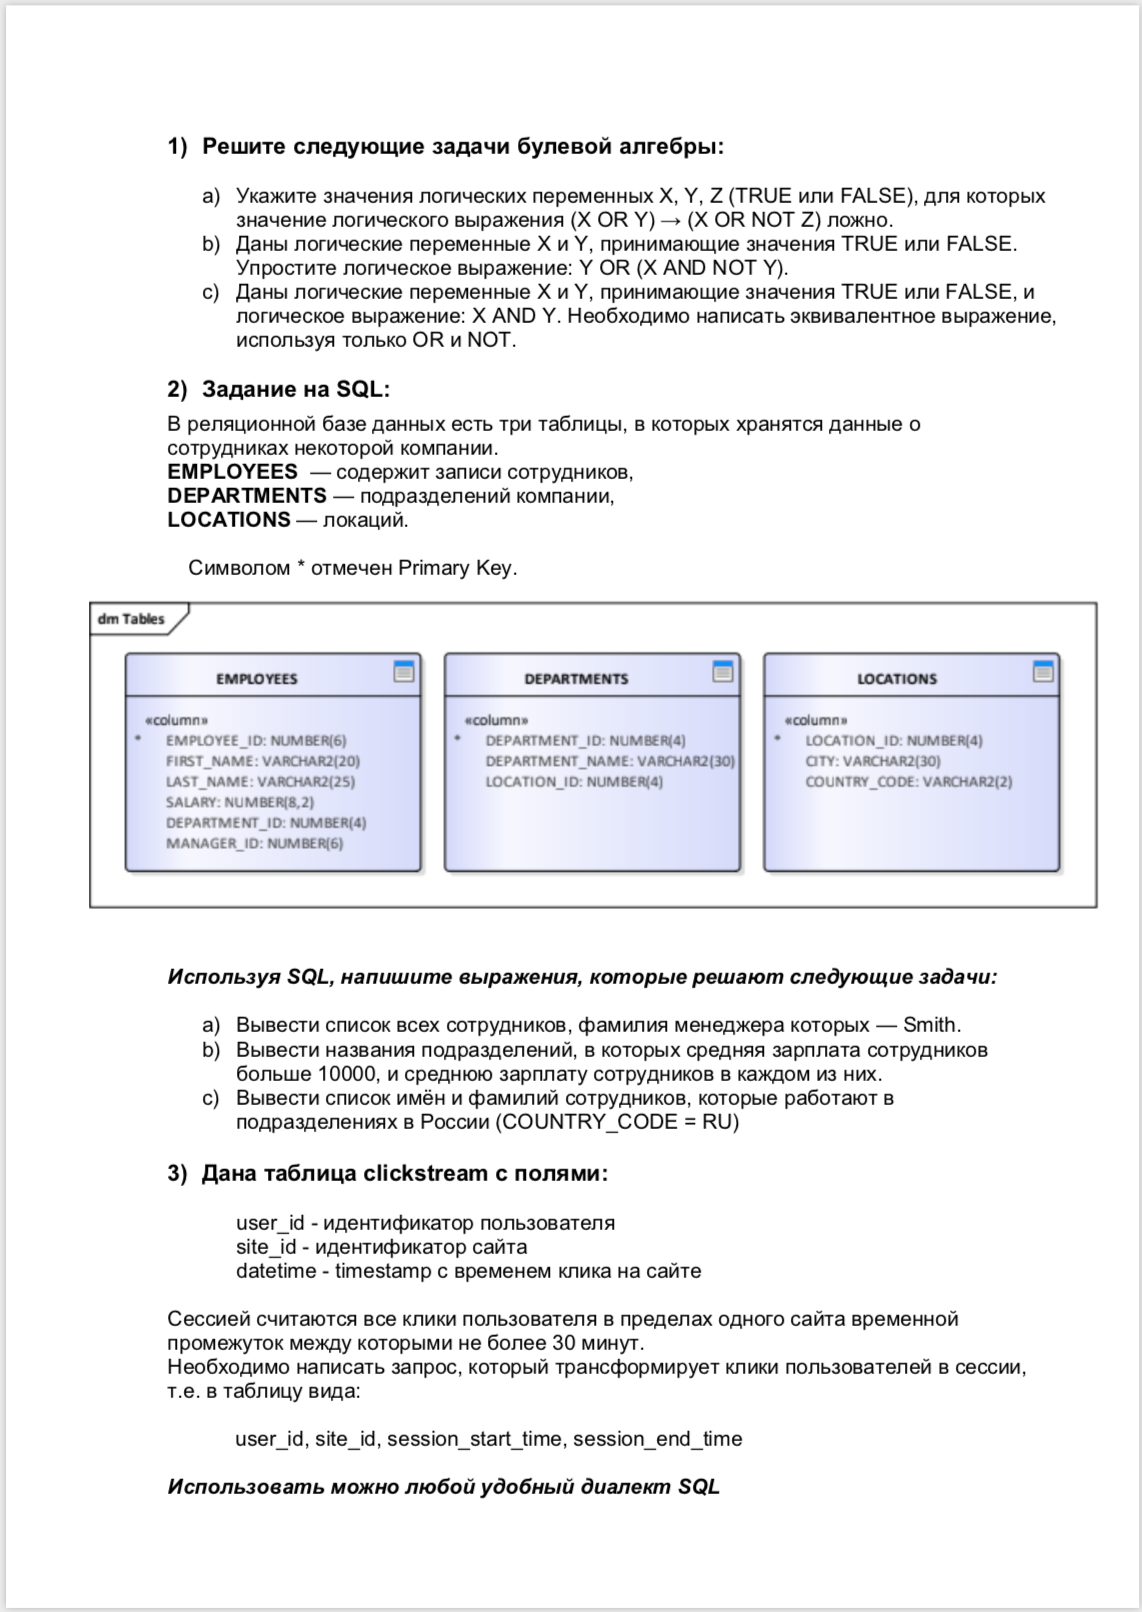 1) Решите следующие задачи булевой алгебры:
a) Укажите значения логических переменных X, Y, Z (TRUE или FALSE), для которых
значение логического выражения (X OR Y) → (X OR NOT Z) ложно.
b) Даны логические переменные X и Y, принимающие значения TRUE или FALSE.
Упростите логическое выражение: Y OR (X AND NOT Y).
c) Даны логические переменные X и Y, принимающие значения TRUE или FALSE, и
логическое выражение: X AND Y. Необходимо написать эквивалентное выражение,
используя только OR и NOT.
2) Задание на SQL:
В реляционной базе данных есть три таблицы, в которых хранятся данные о
сотрудниках некоторой компании.
EMPLOYEES — содержит записи сотрудников,
DEPARTMENTS — подразделений компании,
LOCATIONS — локаций.
Символом * отмечен Primary Key.
dm Tables
EMPLOYEES
«column»
* EMPLOYEE_ID: NUMBER(6)
FIRST_NAME: VARCHAR2(20)
LAST_NAME: VARCHAR2(25)
SALARY: NUMBER(8,2)
DEPARTMENT_ID: NUMBER(4)
MANAGER_ID: NUMBER(6)
DEPARTMENTS
«column»
* DEPARTMENT_ID: NUMBER(4)
DEPARTMENT_NAME: VARCHAR2(30)
LOCATION_ID: NUMBER(4)
LOCATIONS
«column»
* LOCATION_ID: NUMBER(4)
CITY: VARCHAR2(30)
COUNTRY_CODE: VARCHAR2(2)
Используя SQL, напишите выражения, которые решают следующие задачи:
a) Вывести список всех сотрудников, фамилия менеджера которых — Smith.
b) Вывести названия подразделений, в которых средняя зарплата сотрудников
больше 10000, и среднюю зарплату сотрудников в каждом из них.
c) Вывести список имён и фамилий сотрудников, которые работают в
подразделениях в России (COUNTRY_CODE = RU)
3) Дана таблица clickstream с полями:
user_id - идентификатор пользователя
site_id - идентификатор сайта
datetime - timestamp с временем клика на сайте
Сессией считаются все клики пользователя в пределах одного сайта временной
промежуток между которыми не более 30 минут.
Необходимо написать запрос, который трансформирует клики пользователей в сессии,
т.е. в таблицу вида:
user_id, site_id, session_start_time, session_end_time
Использовать можно любой удобный диалект SQL